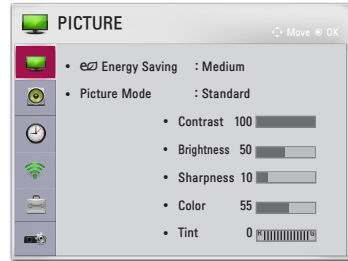 PICTURE
Move OK
• Energy Saving : Medium
• Picture Mode : Standard
• Contrast 100
• Brightness 50
• Sharpness 10
• Color 55
• Tint 0 R G